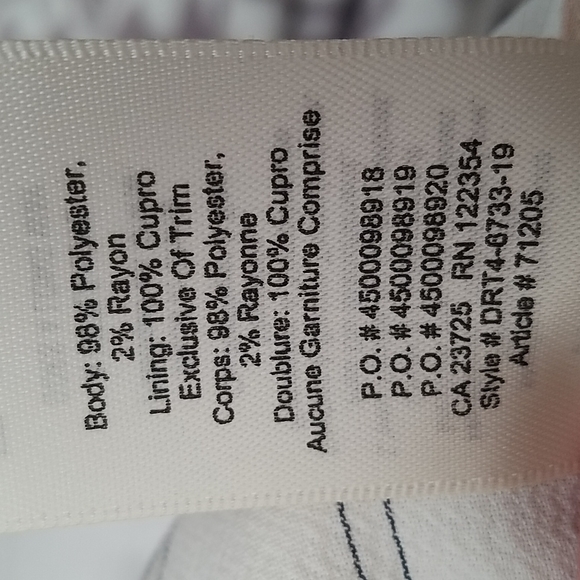 Body: 98% Polyester,
2% Rayon
Lining: 100% Cupro
Exclusive Of Trim
Corps: 98% Polyester,
2% Rayonne
Doublure: 100% Cupro
Aucune Garniture Comprise
P.O. # 4500098918
P.O. # 4500098919
P.O. # 4500098920
CA 23725 RN 122354
Style # DRT4-6733-19
Article # 71205